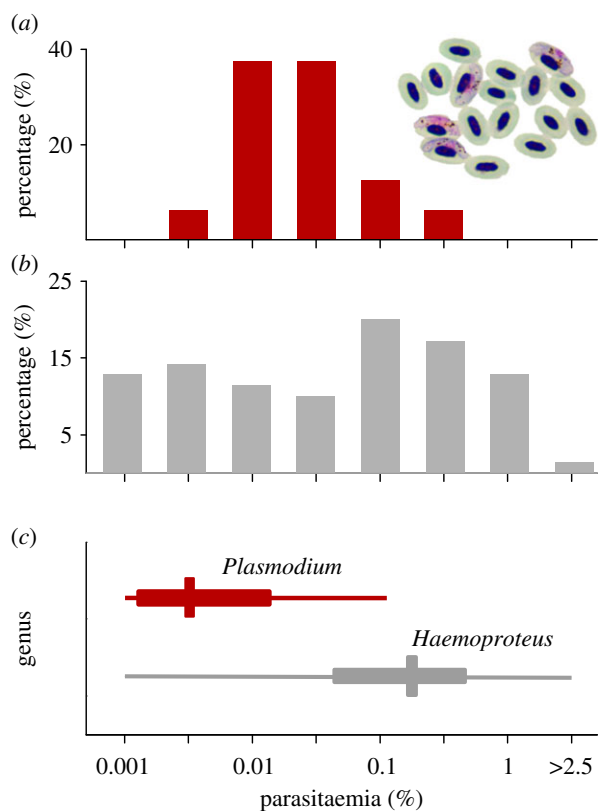 (a)
40
20
percentage (%)
(b)
25
15
5
percentage (%)
(c)
Plasmodium
Haemoproteus
genus
0.001 0.01 0.1 1 >2.5
parasitaemia (%)